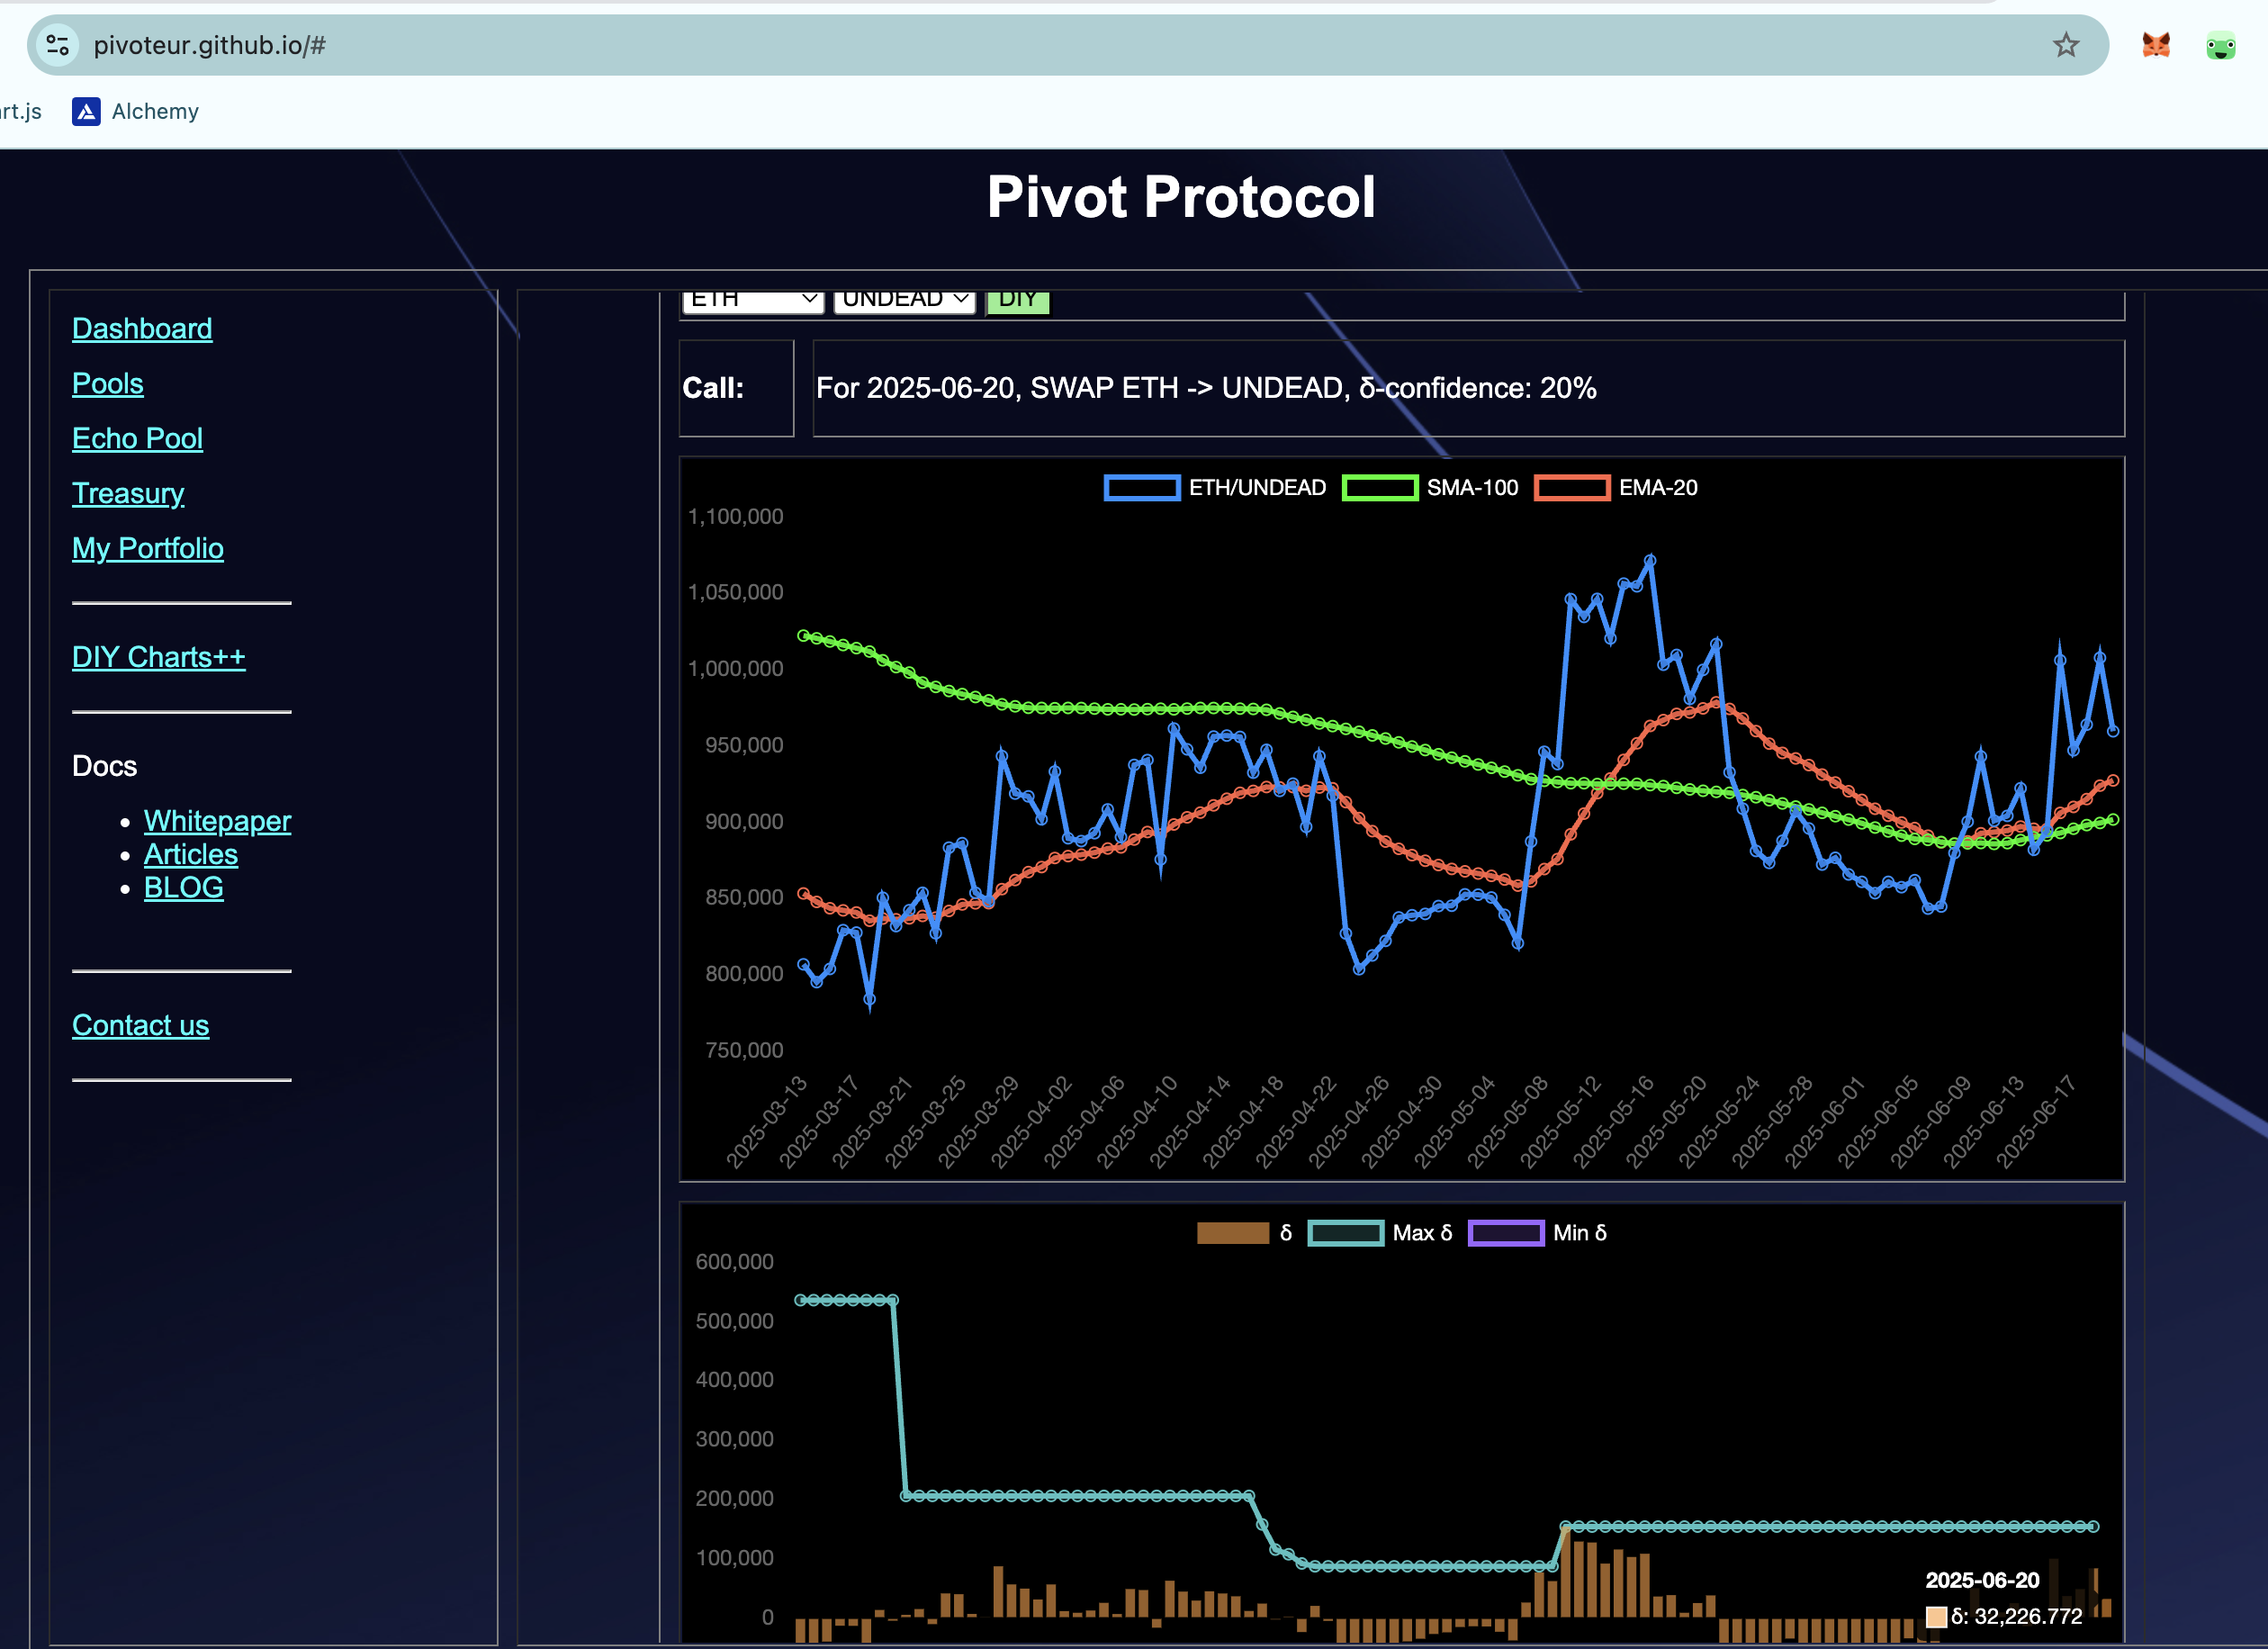 pivoteur.github.io/#
rt.js
Alchemy
Pivot Protocol
Dashboard
Pools
Echo Pool
Treasury
My Portfolio
DIY Charts++
Docs
Whitepaper
Articles
BLOG
Contact us
ETH UNDEAD DIY
Call: For 2025-06-20, SWAP ETH -> UNDEAD, δ-confidence: 20%
ETH/UNDEAD SMA-100 EMA-20
1,100,000
1,050,000
1,000,000
950,000
900,000
850,000
800,000
750,000
2025-03-13 2025-03-17 2025-03-21 2025-03-25 2025-03-29 2025-04-02 2025-04-06 2025-04-10 2025-04-14 2025-04-18 2025-04-22 2025-04-26 2025-04-30 2025-05-04 2025-05-08 2025-05-12 2025-05-16 2025-05-20 2025-05-24 2025-05-28 2025-06-01 2025-06-05 2025-06-09 2025-06-13 2025-06-17
δ Max δ Min δ
600,000
500,000
400,000
300,000
200,000
100,000
0
2025-06-20
δ: 32,226.772